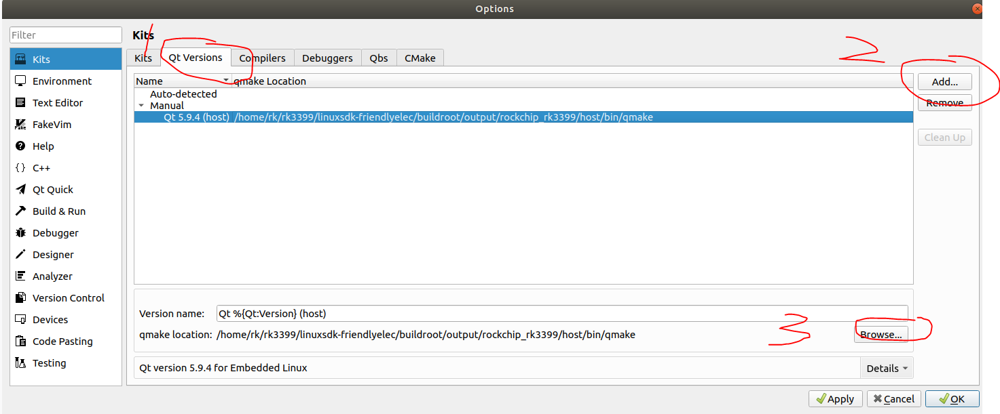 Options
Filter
Kits
Environment
Text Editor
FakeVim
Help
C++
Qt Quick
Build & Run
Debugger
Designer
Analyzer
Version Control
Devices
Code Pasting
Testing
Kits
1
Kits Qt Versions Compilers Debuggers Qbs CMake
2
Name qmake Location
Auto-detected
Manual
Qt 5.9.4 (host) /home/rk/rk3399/linuxsdk-friendlyelec/buildroot/output/rockchip_rk3399/host/bin/qmake
Add...
Remove
Clean Up
Version name: Qt %{Qt:Version} (host)
qmake location: /home/rk/rk3399/linuxsdk-friendlyelec/buildroot/output/rockchip_rk3399/host/bin/qmake
3
Browse...
Qt version 5.9.4 for Embedded Linux
Details
Apply Cancel OK